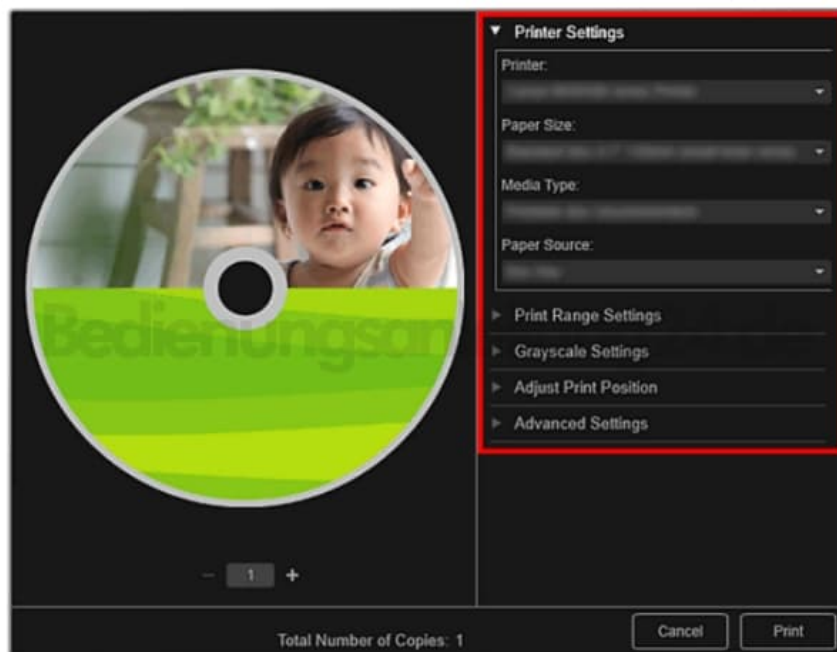 Printer Settings
Printer:
Paper Size:
Media Type:
Paper Source:
Print Range Settings
Grayscale Settings
Adjust Print Position
Advanced Settings
1
Total Number of Copies: 1
Cancel
Print